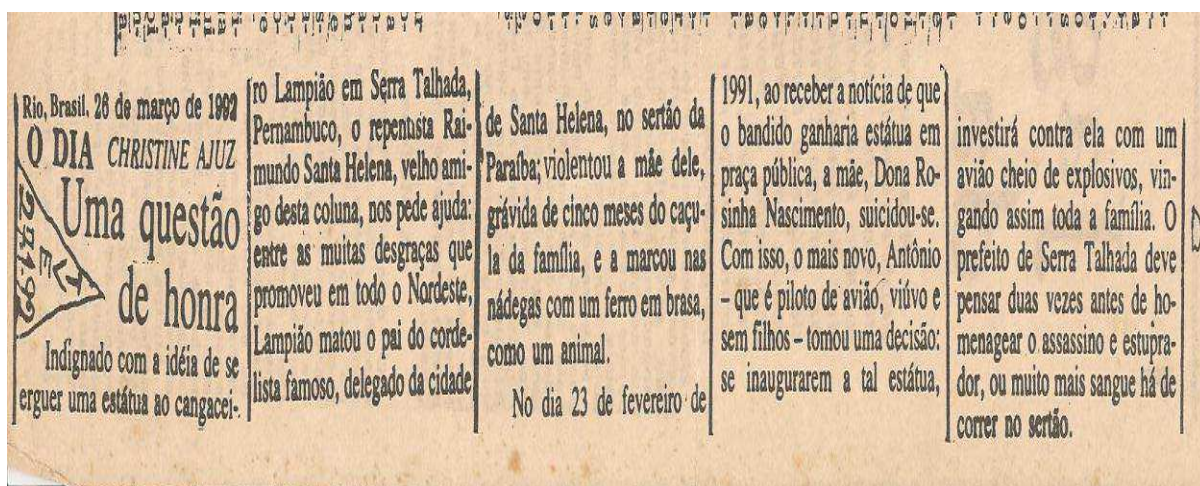 Rio, Brasil. 26 de março de 1992
O DIA CHRISTINE AJUZ
Uma questão
de honra
Indignado com a idéia de se
erguer uma estátua ao cangacei-
ro Lampião em Serra Talhada,
Pernambuco, o repentista Rai-
mundo Santa Helena, velho ami-
go desta coluna, nos pede ajuda:
entre as muitas desgraças que
promoveu em todo o Nordeste,
Lampião matou o pai do corde-
lista famoso, delegado da cidade
de Santa Helena, no sertão da
Paraíba; violentou a mãe dele,
grávida de cinco meses do caçu-
la da família, e a marcou nas
nádegas com um ferro em brasa,
como um animal.
No dia 23 de fevereiro de
1991, ao receber a notícia de que
o bandido ganharia estátua em
praça pública, a mãe, Dona Ro-
sinha Nascimento, suicidou-se.
Com isso, o mais novo, Antônio
– que é piloto de avião, viúvo e
sem filhos – tomou uma decisão:
se inaugurarem a tal estátua,
investirá contra ela com um
avião cheio de explosivos, vin-
gando assim toda a família. O
prefeito de Serra Talhada deve
pensar duas vezes antes de ho-
menagear o assassino e estupra-
dor, ou muito mais sangue há de
correr no sertão.